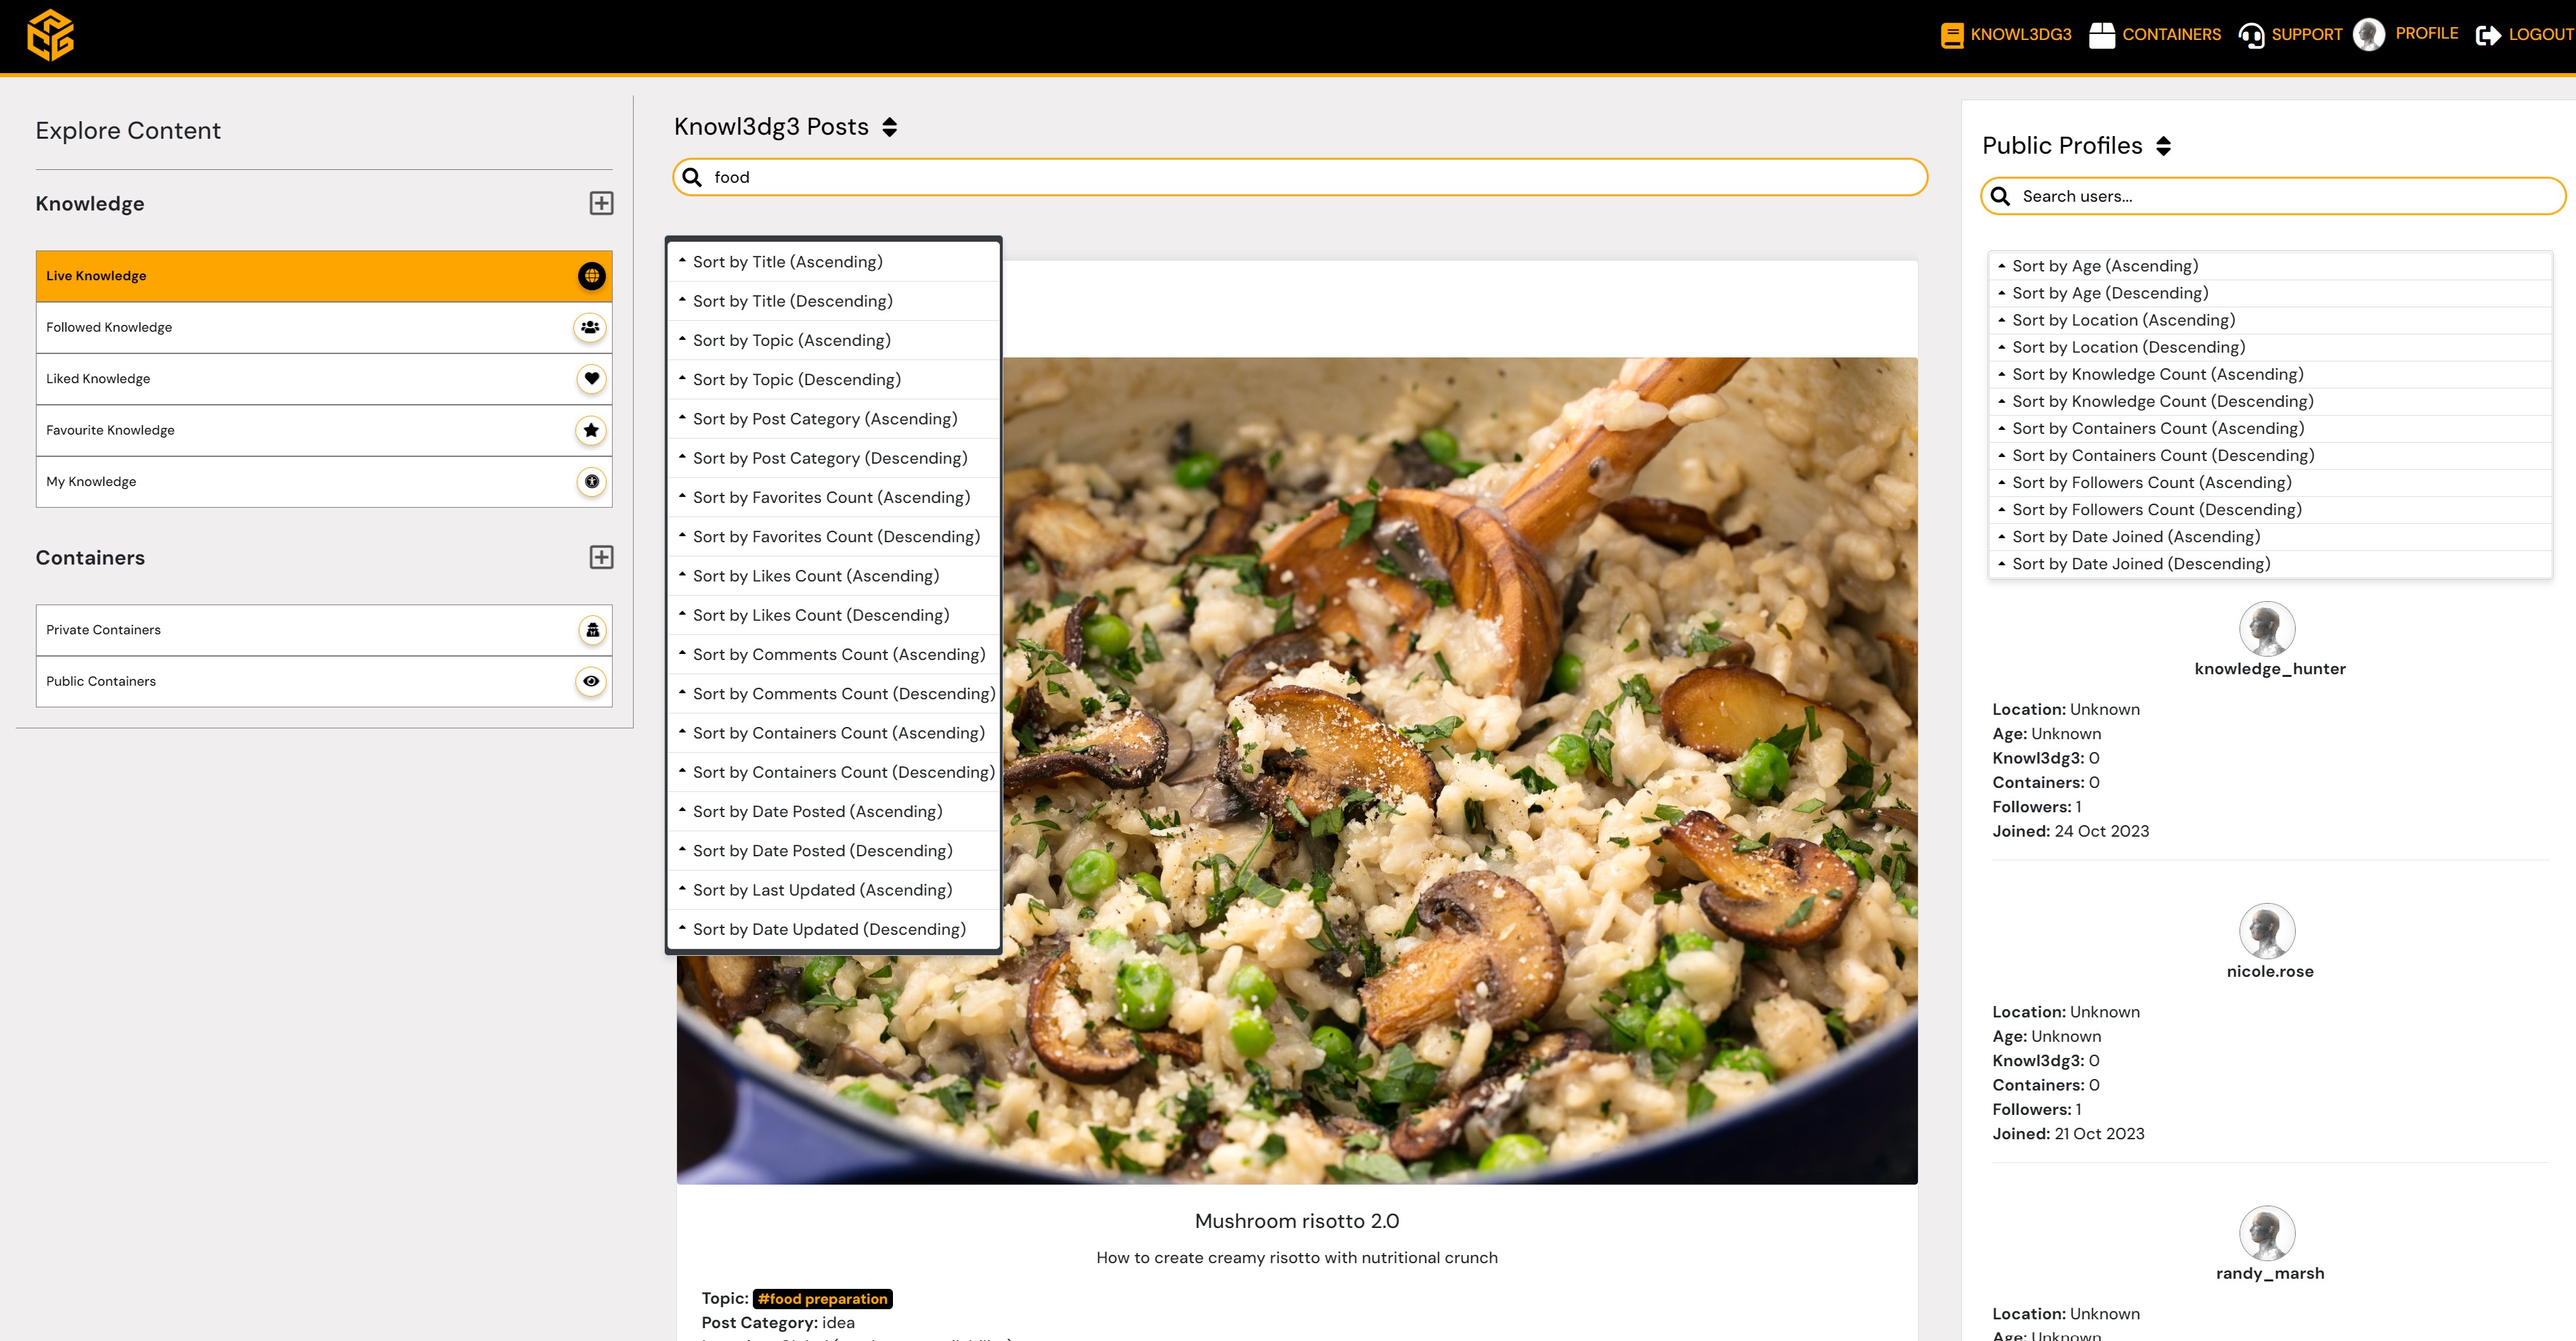 KNOWL3DG3 CONTAINERS SUPPORT PROFILE LOGOUT
Explore Content
Knowledge
Live Knowledge
Followed Knowledge
Liked Knowledge
Favourite Knowledge
My Knowledge
Containers
Private Containers
Public Containers
Knowl3dg3 Posts
food
Sort by Title (Ascending)
Sort by Title (Descending)
Sort by Topic (Ascending)
Sort by Topic (Descending)
Sort by Post Category (Ascending)
Sort by Post Category (Descending)
Sort by Favorites Count (Ascending)
Sort by Favorites Count (Descending)
Sort by Likes Count (Ascending)
Sort by Likes Count (Descending)
Sort by Comments Count (Ascending)
Sort by Comments Count (Descending)
Sort by Containers Count (Ascending)
Sort by Containers Count (Descending)
Sort by Date Posted (Ascending)
Sort by Date Posted (Descending)
Sort by Last Updated (Ascending)
Sort by Date Updated (Descending)
Mushroom risotto 2.0
How to create creamy risotto with nutritional crunch
Topic: #food preparation
Post Category: idea
Public Profiles
Search users...
Sort by Age (Ascending)
Sort by Age (Descending)
Sort by Location (Ascending)
Sort by Location (Descending)
Sort by Knowledge Count (Ascending)
Sort by Knowledge Count (Descending)
Sort by Containers Count (Ascending)
Sort by Containers Count (Descending)
Sort by Followers Count (Ascending)
Sort by Followers Count (Descending)
Sort by Date Joined (Ascending)
Sort by Date Joined (Descending)
knowledge_hunter
Location: Unknown
Age: Unknown
Knowl3dg3: 0
Containers: 0
Followers: 1
Joined: 24 Oct 2023
nicole.rose
Location: Unknown
Age: Unknown
Knowl3dg3: 0
Containers: 0
Followers: 1
Joined: 21 Oct 2023
randy_marsh
Location: Unknown
Age: Unknown